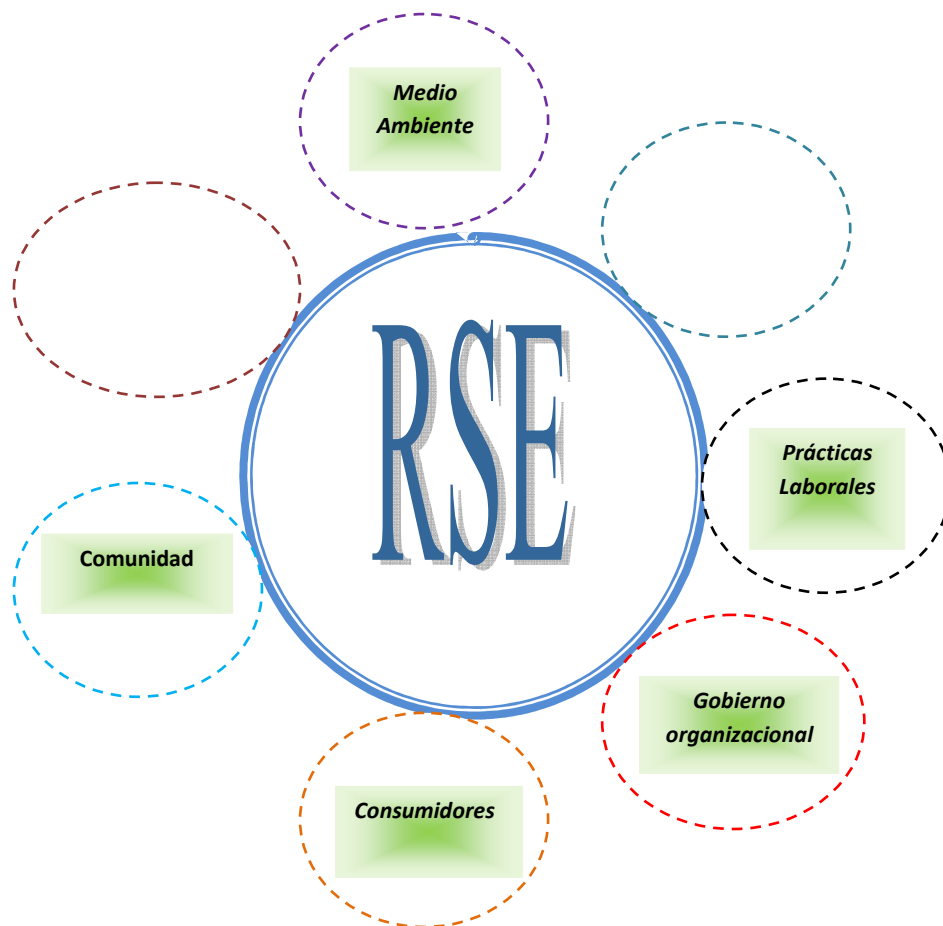 Medio
Ambiente
RSE
Prácticas
Laborales
Comunidad
Gobierno
organizacional
Consumidores